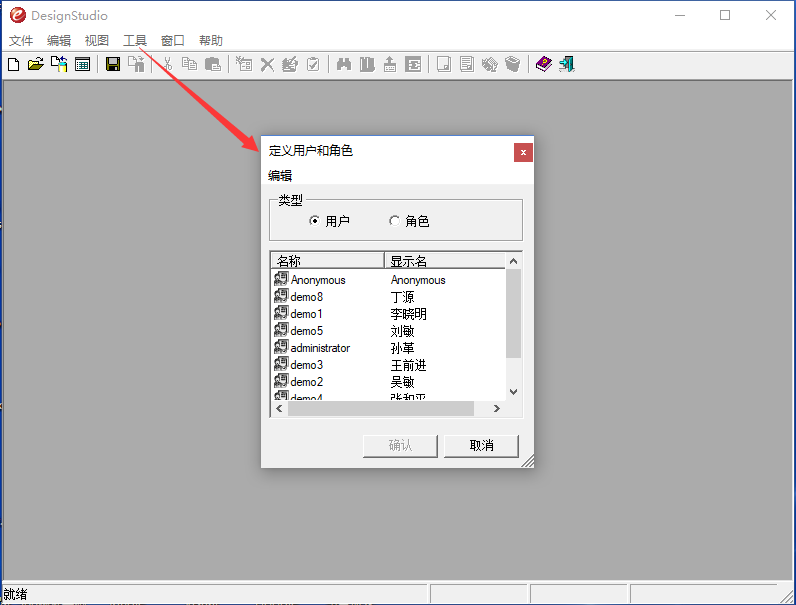 DesignStudio
文件 编辑 视图 工具 窗口 帮助
定义用户和角色
编辑
类型
用户 角色
名称 显示名
Anonymous Anonymous
demo8 丁源
demo1 李晓明
demo5 刘敏
administrator 孙革
demo3 王前进
demo2 吴敏
demo4 张和平
确认 取消
就绪